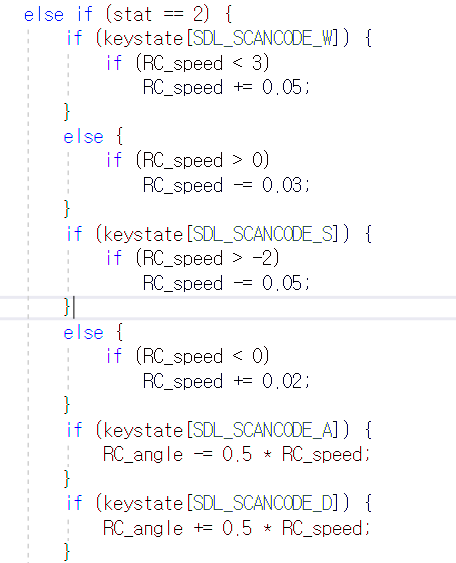 else if (stat == 2) {
if (keystate[SDL_SCANCODE_W]) {
if (RC_speed < 3)
RC_speed += 0.05;
}
else {
if (RC_speed > 0)
RC_speed -= 0.03;
}
if (keystate[SDL_SCANCODE_S]) {
if (RC_speed > -2)
RC_speed -= 0.05;
}
else {
if (RC_speed < 0)
RC_speed += 0.02;
}
if (keystate[SDL_SCANCODE_A]) {
RC_angle -= 0.5 * RC_speed;
}
if (keystate[SDL_SCANCODE_D]) {
RC_angle += 0.5 * RC_speed;
}